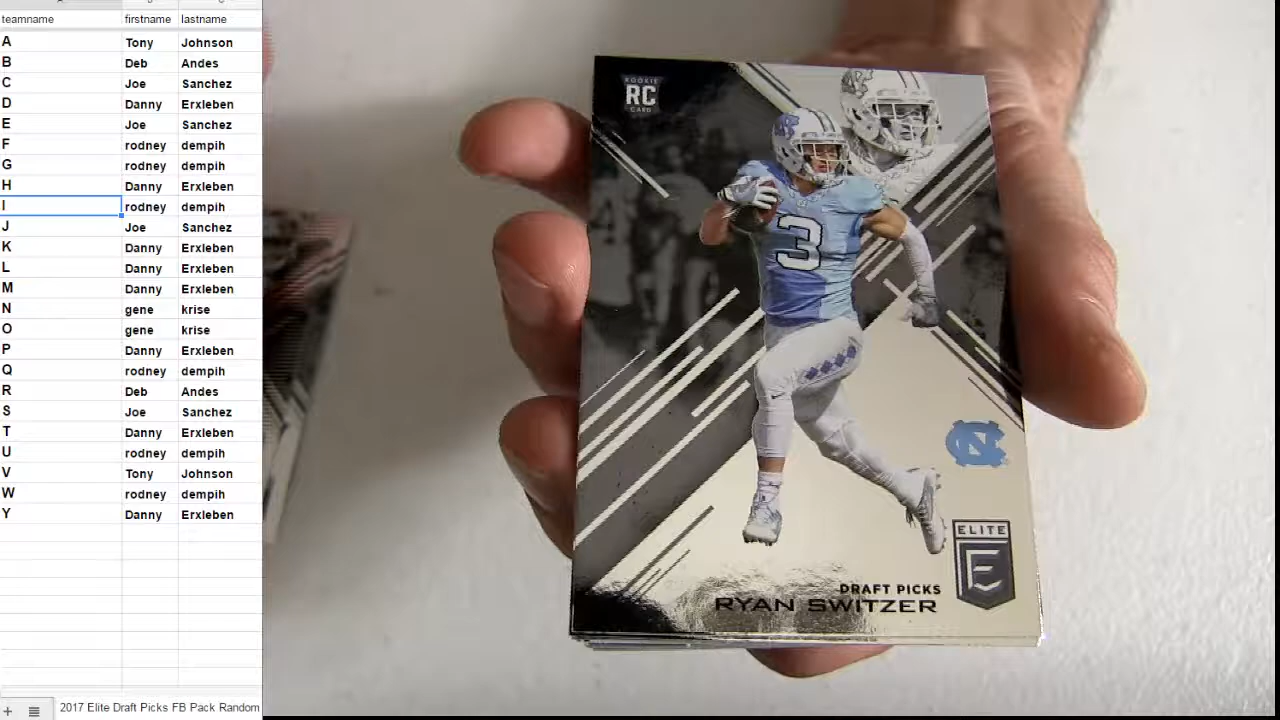 teamname firstname lastname
A Tony Johnson
B Deb Andes
C Joe Sanchez
D Danny Erxleben
E Joe Sanchez
F rodney dempih
G rodney dempih
H Danny Erxleben
I rodney dempih
J Joe Sanchez
K Danny Erxleben
L Danny Erxleben
M Danny Erxleben
N gene krise
O gene krise
P Danny Erxleben
Q rodney dempih
R Deb Andes
S Joe Sanchez
T Danny Erxleben
U rodney dempih
V Tony Johnson
W rodney dempih
Y Danny Erxleben
2017 Elite Draft Picks FB Pack Random
ROOKIE
RC
CARD
3
NC
ELITE
E
DRAFT PICKS
RYAN SWITZER